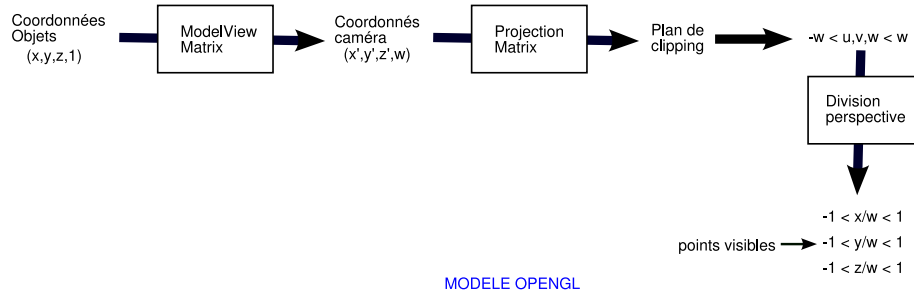 Coordonnées
Objets
(x,y,z,1)
ModelView
Matrix
Coordonnés
caméra
(x',y',z',w)
Projection
Matrix
Plan de
clipping
-w < u,v,w < w
Division
perspective
-1 < x/w < 1
points visibles
-1 < y/w < 1
-1 < z/w < 1
MODELE OPENGL